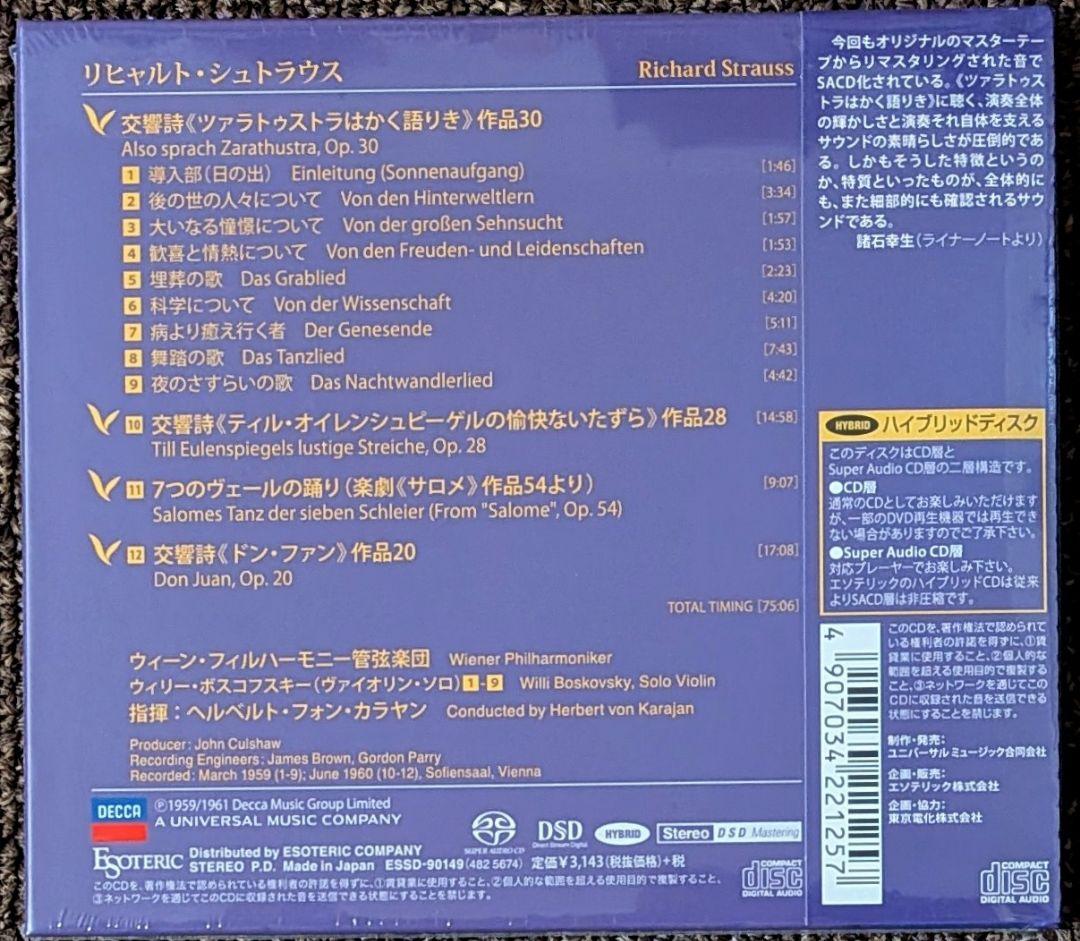 リヒャルト・シュトラウス Richard Strauss
交響詩《ツァラトゥストラはかく語りき》作品30
Also sprach Zarathustra, Op. 30
1 導入部(日の出) Einleitung (Sonnenaufgang) [1:46]
2 後の世の人々について Von den Hinterweltlern [3:34]
3 大いなる憧憬について Von der großen Sehnsucht [1:57]
4 歓喜と情熱について Von den Freuden- und Leidenschaften [1:53]
5 埋葬の歌 Das Grablied [2:23]
6 科学について Von der Wissenschaft [4:20]
7 病より癒え行く者 Der Genesende [5:11]
8 舞踏の歌 Das Tanzlied [7:43]
9 夜のさすらいの歌 Das Nachtwandlerlied [4:42]
10 交響詩《ティル・オイレンシュピーゲルの愉快ないたずら》作品28 [14:58]
Till Eulenspiegels lustige Streiche, Op. 28
11 7つのヴェールの踊り(楽劇《サロメ》作品54より) [9:07]
Salomes Tanz der sieben Schleier (From "Salome", Op. 54)
12 交響詩《ドン・ファン》作品20 [17:08]
Don Juan, Op. 20
TOTAL TIMING [75:06]
ウィーン・フィルハーモニー管弦楽団 Wiener Philharmoniker
ウィリー・ボスコフスキー(ヴァイオリン・ソロ)1-9 Willi Boskovsky, Solo Violin
指揮:ヘルベルト・フォン・カラヤン Conducted by Herbert von Karajan
Producer: John Culshaw
Recording Engineers: James Brown, Gordon Parry
Recorded: March 1959 (1-9); June 1960 (10-12), Sofiensaal, Vienna
DECCA
Ⓟ1959/1961 Decca Music Group Limited
A UNIVERSAL MUSIC COMPANY
SUPER AUDIO CD
DSD
Direct Stream Digital
HYBRID
Stereo DSD Mastering
ESOTERIC
Distributed by ESOTERIC COMPANY
STEREO P.D. Made in Japan ESSD-90149 (482 5674) 定価¥3,143(税抜価格)+税
このCDを、著作権法で認められている権利者の許諾を得ずに、①賃貸業に使用すること、②個人的な範囲を超える使用目的で複製すること、
③ネットワークを通じてこのCDに収録された音を送信できる状態にすることを禁じます。
COMPACT
disc
DIGITAL AUDIO
今回もオリジナルのマスターテー
プからリマスタリングされた音で
SACD化されている。《ツァラトゥス
トラはかく語りき》に聴く、演奏全体
の輝かしさと演奏それ自体を支える
サウンドの素晴らしさが圧倒的であ
る。しかもそうした特徴というの
か、特質といったものが、全体的に
も、また細部的にも確認されるサウ
ンドである。
諸石幸生(ライナーノートより)
HYBRID ハイブリッドディスク
このディスクはCD層と
Super Audio CD層の二層構造です。
●CD層
通常のCDとしてお楽しみいただけます
が、一部のDVD再生機器では再生でき
ない場合がありますのでご了承下さい。
●Super Audio CD層
対応プレーヤーでお楽しみ下さい。
エソテリックのハイブリッドCDは従来
よりSACD層は非圧縮です。
4 907034 221257
このCDを、著作権法で認められて
いる権利者の許諾を得ずに、①賃
貸業に使用すること、②個人的な
範囲を超える使用目的で複製する
こと、③ネットワークを通じてこの
CDに収録された音を送信できる
状態にすることを禁じます。
制作・発売:
ユニバーサル ミュージック合同会社
企画・販売:
エソテリック株式会社
企画・協力:
東京電化株式会社
COMPACT
disc
DIGITAL AUDIO